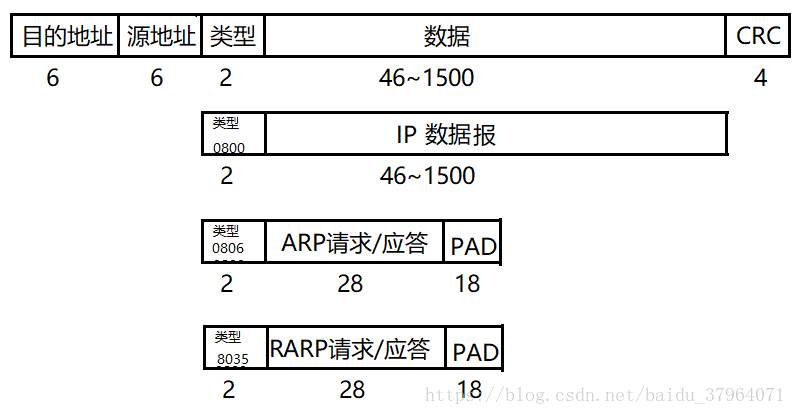 目的地址 源地址 类型 数据 CRC
6 6 2 46~1500 4
类型
0800
IP 数据报
2 46~1500
类型
0806
ARP请求/应答 PAD
2 28 18
类型
8035
RARP请求/应答 PAD
2 28 18
https://blog.csdn.net/baidu_37964071